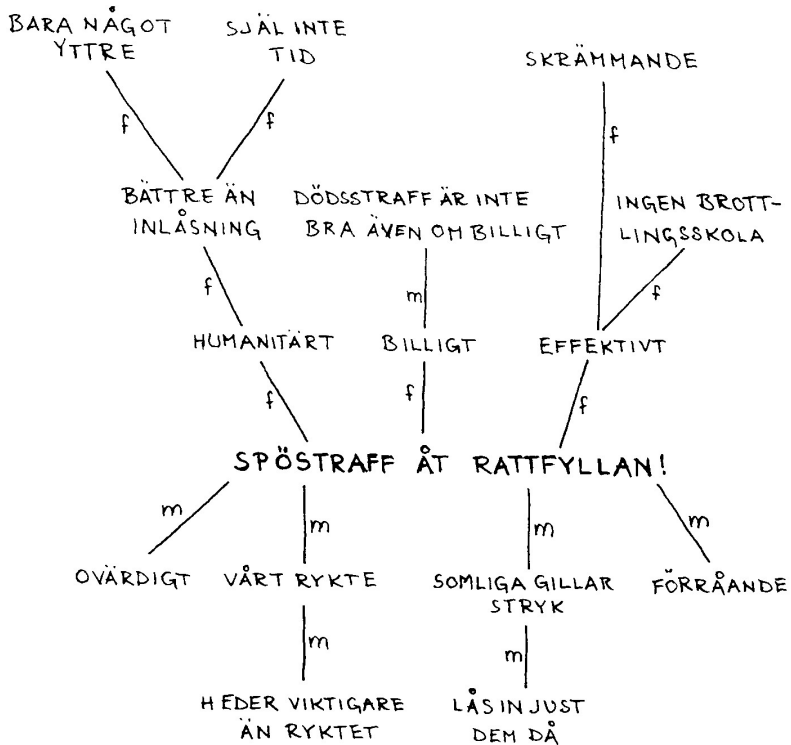 BARA NÅGOT
YTTRE
SJÄL INTE
TID
SKRÄMMANDE
f
f
f
BÄTTRE ÄN
INLÅSNING
DÖDSSTRAFF ÄR INTE
BRA ÄVEN OM BILLIGT
INGEN BROTT-
LINGSSKOLA
f
m
f
HUMANITÄRT
BILLIGT
EFFEKTIVT
f
f
f
SPÖSTRAFF ÅT RATTFYLLAN!
m
m
m
m
OVÄRDIGT
VÅRT RYKTE
SOMLIGA GILLAR
STRYK
FÖRRÅANDE
m
m
HEDER VIKTIGARE
ÄN RYKTET
LÅS IN JUST
DEM DÅ